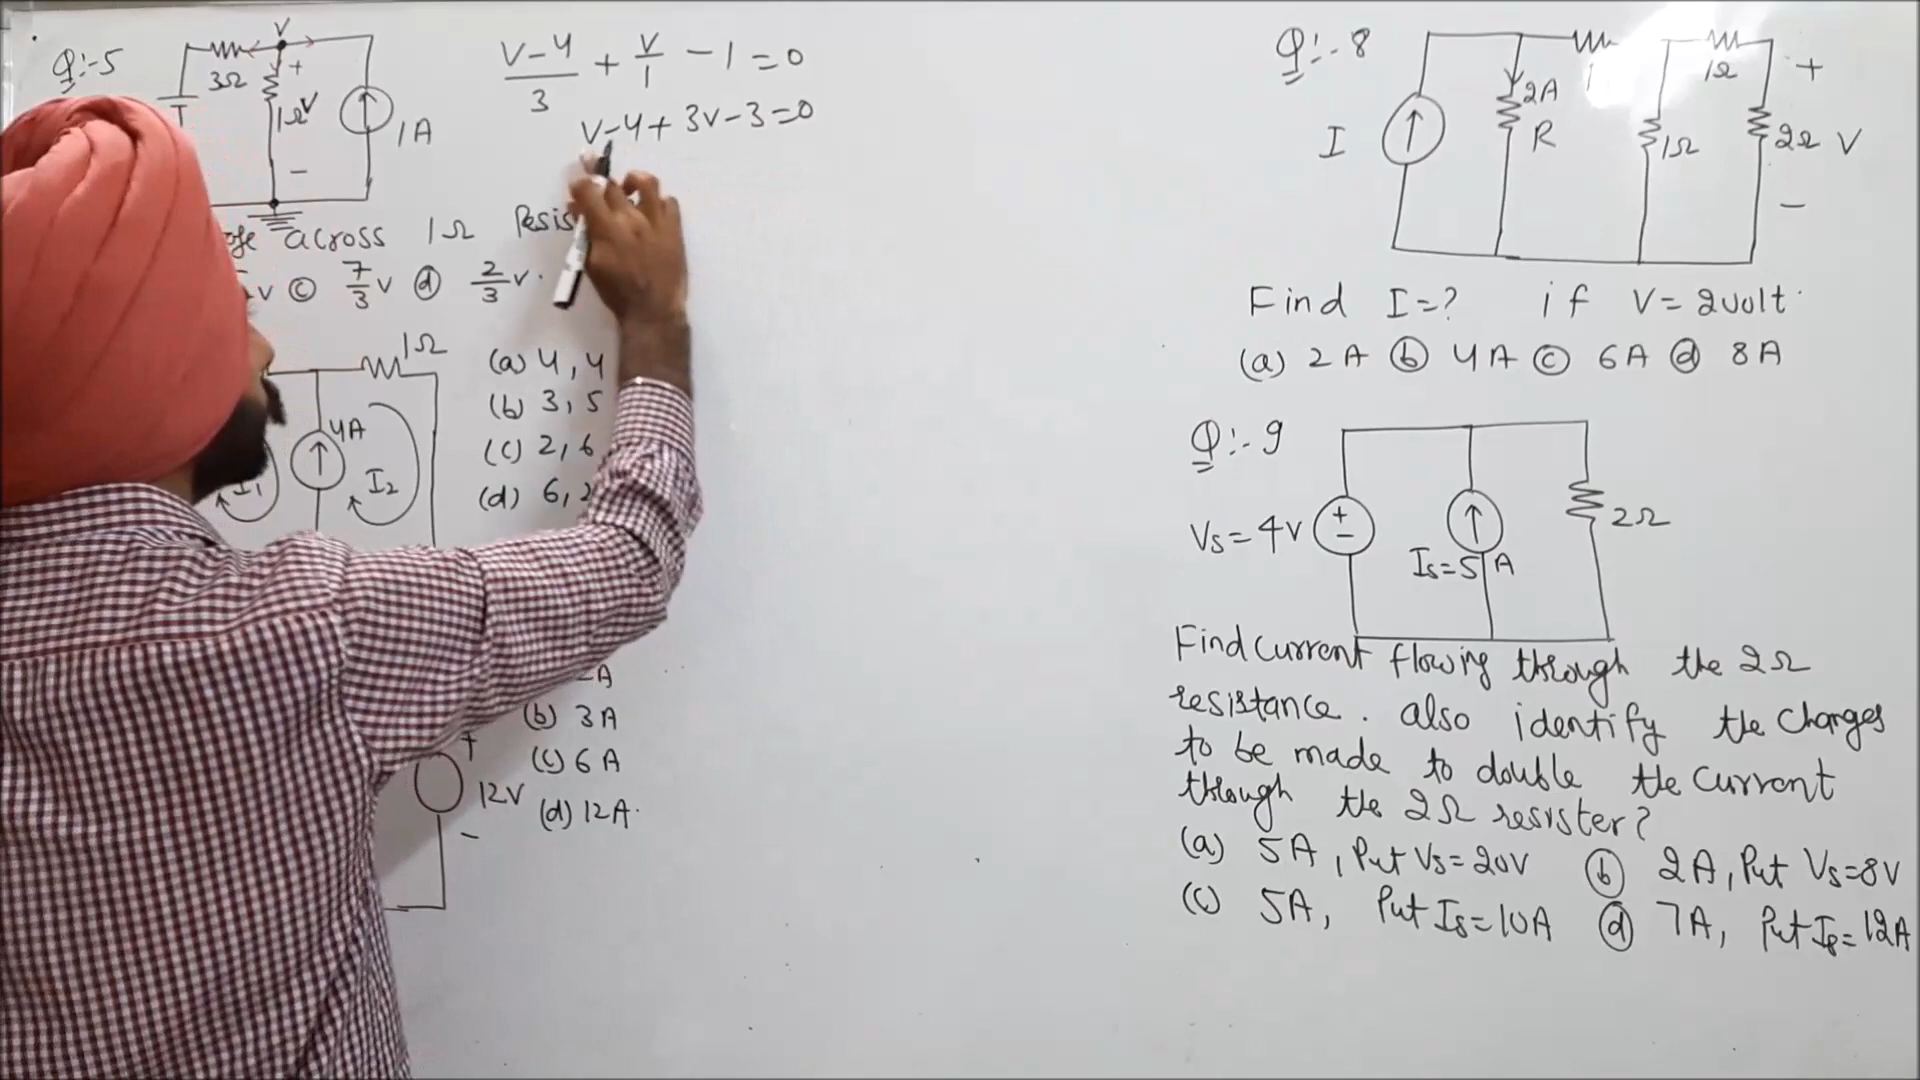 Q:-5
V
3Ω
+
1Ω V
1A
-
across 1Ω
V ⓒ 7/3 V ⓓ 2/3 V.
V-4/3 + V/1 - 1 = 0
V-4+3V-3=0
1Ω
4A
I1
I2
(a) 4, 4
(b) 3, 5
(c) 2, 6
(d) 6, 2
(b) 3A
(c) 6A
(d) 12A.
+
12V
-
Q:-8
I
2A
R
1Ω
1Ω
+
2Ω V
-
Find I=? if V=2volt.
(a) 2A ⓑ 4A ⓒ 6A ⓓ 8A
Q:-9
Vs=4V
+
-
Is=5A
2Ω
Find current flowing through the 2Ω
resistance. also identify the changes
to be made to double the current
through the 2Ω resister?
(a) 5A, Put Vs=20V ⓑ 2A, Put Vs=8V
(c) 5A, Put Is=10A ⓓ 7A, Put Is=12A